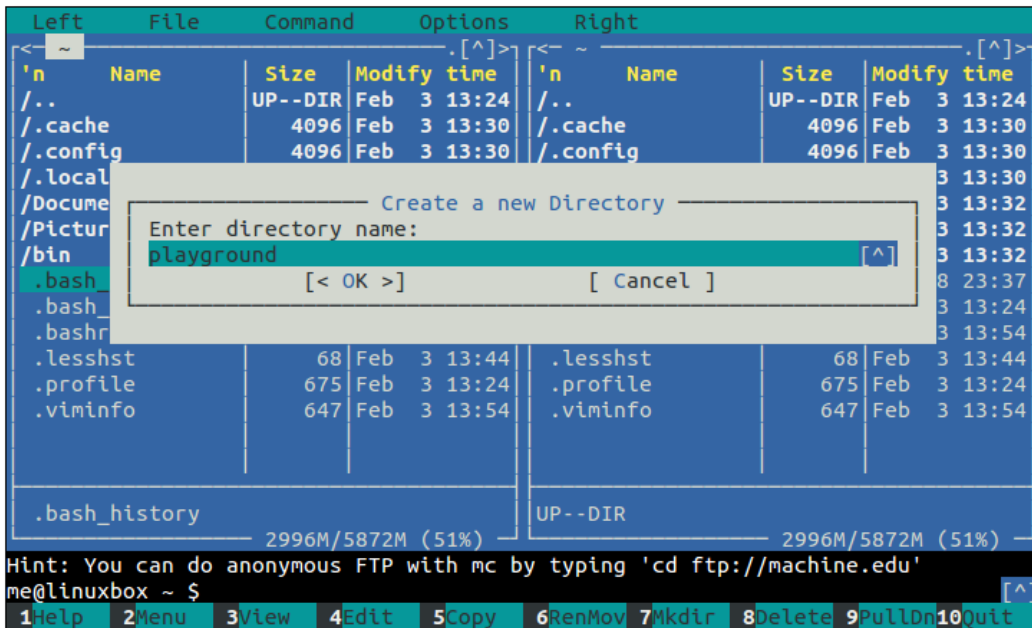 Left File Command Options Right
<─ ~ ─.[^]> <─ ~ ─.[^]>
'n Name Size Modify time 'n Name Size Modify time
/.. UP--DIR Feb 3 13:24 /.. UP--DIR Feb 3 13:24
/.cache 4096 Feb 3 13:30 /.cache 4096 Feb 3 13:30
/.config 4096 Feb 3 13:30 /.config 4096 Feb 3 13:30
/.local 3 13:30
/Docume Create a new Directory 3 13:32
/Pictur Enter directory name: 3 13:32
/bin playground [^] 3 13:32
.bash_ [< OK >] [ Cancel ] 8 23:37
.bash_ 3 13:24
.bashr 3 13:54
.lesshst 68 Feb 3 13:44 .lesshst 68 Feb 3 13:44
.profile 675 Feb 3 13:24 .profile 675 Feb 3 13:24
.viminfo 647 Feb 3 13:54 .viminfo 647 Feb 3 13:54
.bash_history UP--DIR
2996M/5872M (51%) 2996M/5872M (51%)
Hint: You can do anonymous FTP with mc by typing 'cd ftp://machine.edu'
me@linuxbox ~ $ [^]
1Help 2Menu 3View 4Edit 5Copy 6RenMov 7Mkdir 8Delete 9PullDn 10Quit